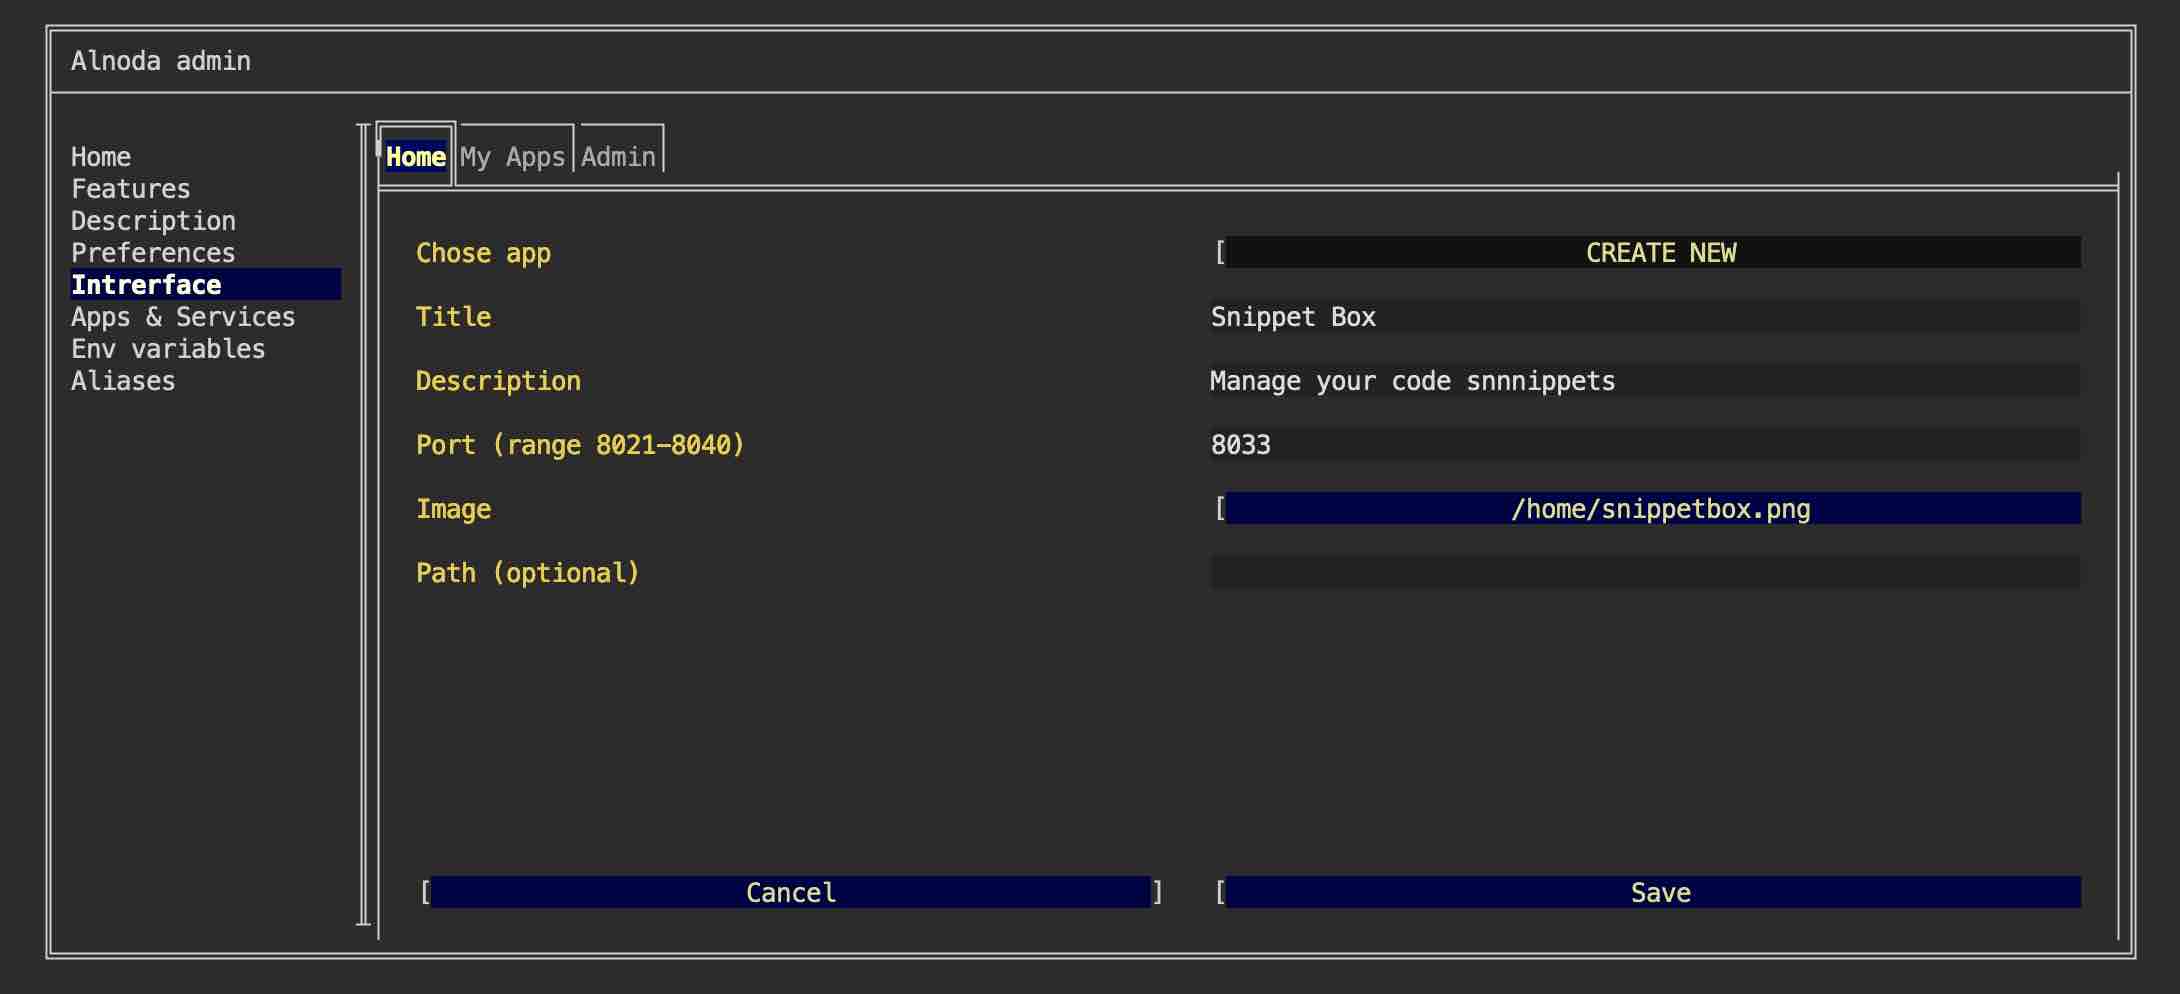 Alnoda admin
Home
Features
Description
Preferences
Intrerface
Apps & Services
Env variables
Aliases
Home My Apps Admin
Chose app [ CREATE NEW
Title Snippet Box
Description Manage your code snnnippets
Port (range 8021-8040) 8033
Image [ /home/snippetbox.png
Path (optional)
[ Cancel ] [ Save